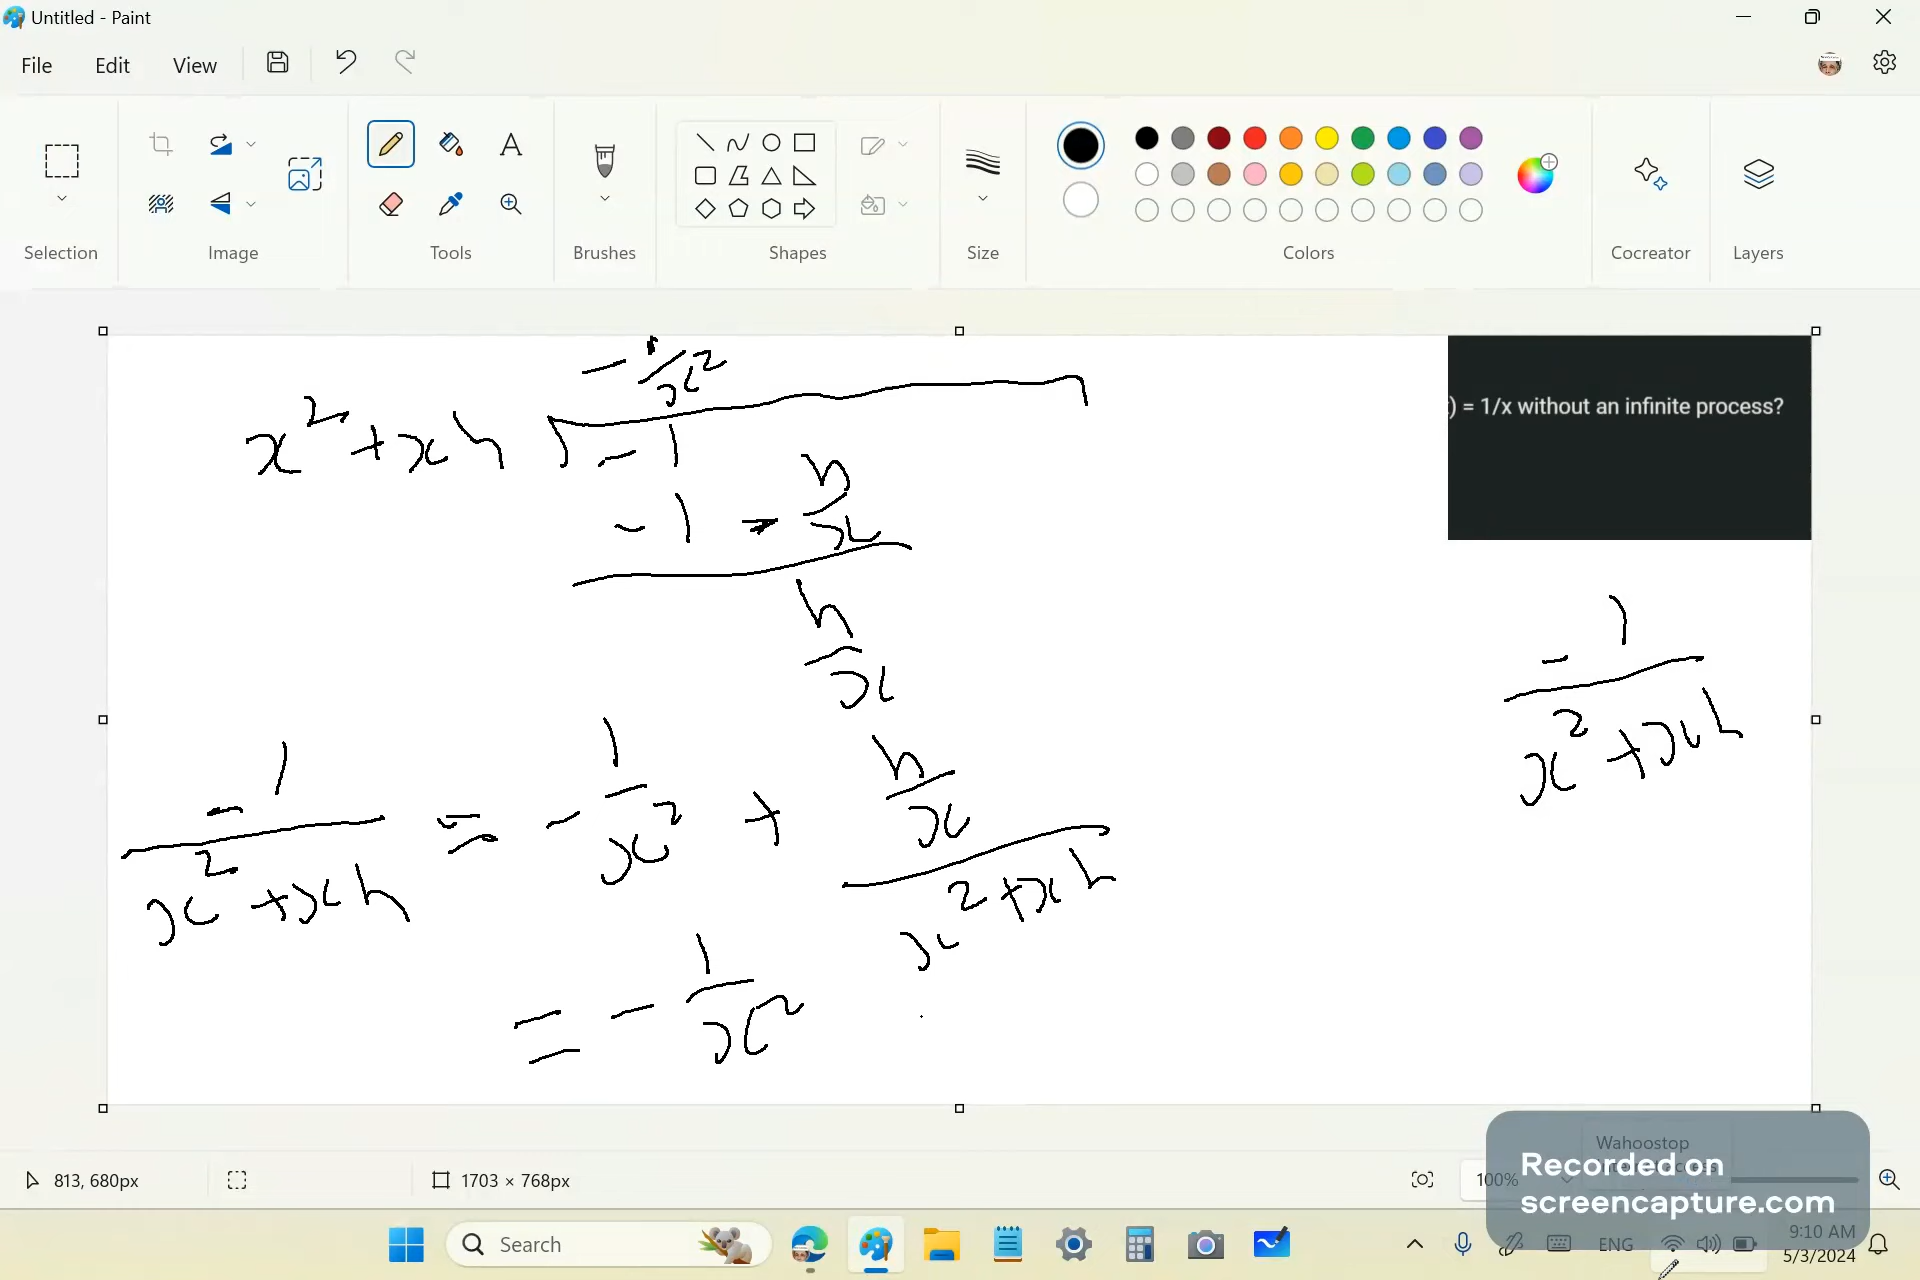 Untitled - Paint
File Edit View
Selection Image Tools Brushes Shapes Size Colors Cocreator Layers
- 1/x²
x² + xh - 1
- 1 - h/x
h/x
) = 1/x without an infinite process?
-1/(x² + xh)
-1/(x² + xh) = - 1/x² + (h/x)/(x² + xh)
= - 1/x²
813, 680px 1703 × 768px 100%
Wahoostop
Recorded on
screencapture.com
Search ENG 9:10 AM
5/3/2024